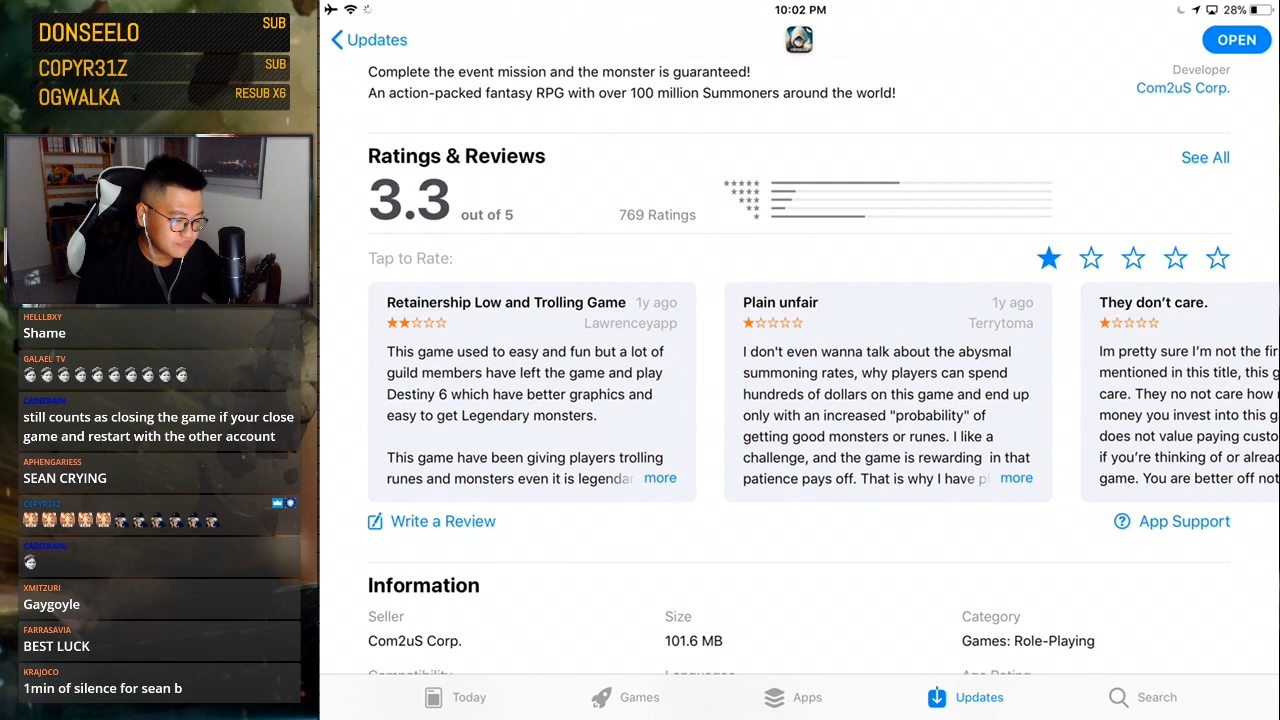 DONSEELO SUB
C0PYR31Z SUB
OGWALKA RESUB X6
HELLLBXY
Shame
GALAEL TV
CADIZRAIN
still counts as closing the game if your close
game and restart with the other account
APHENGARIESS
SEAN CRYING
C0PYR31Z
CADIZRAIN
XMITZURI
Gaygoyle
FARRASAVIA
BEST LUCK
KRAJOCO
1min of silence for sean b
10:02 PM
28%
Updates
OPEN
Complete the event mission and the monster is guaranteed!
An action-packed fantasy RPG with over 100 million Summoners around the world!
Developer
Com2uS Corp.
Ratings & Reviews
See All
3.3 out of 5
769 Ratings
Tap to Rate:
Retainership Low and Trolling Game 1y ago
Lawrenceyapp
This game used to easy and fun but a lot of
guild members have left the game and play
Destiny 6 which have better graphics and
easy to get Legendary monsters.
This game have been giving players trolling
runes and monsters even it is legendar more
Plain unfair 1y ago
Terrytoma
I don't even wanna talk about the abysmal
summoning rates, why players can spend
hundreds of dollars on this game and end up
only with an increased "probability" of
getting good monsters or runes. I like a
challenge, and the game is rewarding in that
patience pays off. That is why I have p more
They don't care.
Im pretty sure I'm not the fir
mentioned in this title, this g
care. They no not care how
money you invest into this g
does not value paying custo
if you're thinking of or alread
game. You are better off not
Write a Review
App Support
Information
Seller
Com2uS Corp.
Size
101.6 MB
Category
Games: Role-Playing
Compatibility
Languages
Age Rating
Today
Games
Apps
Updates
Search